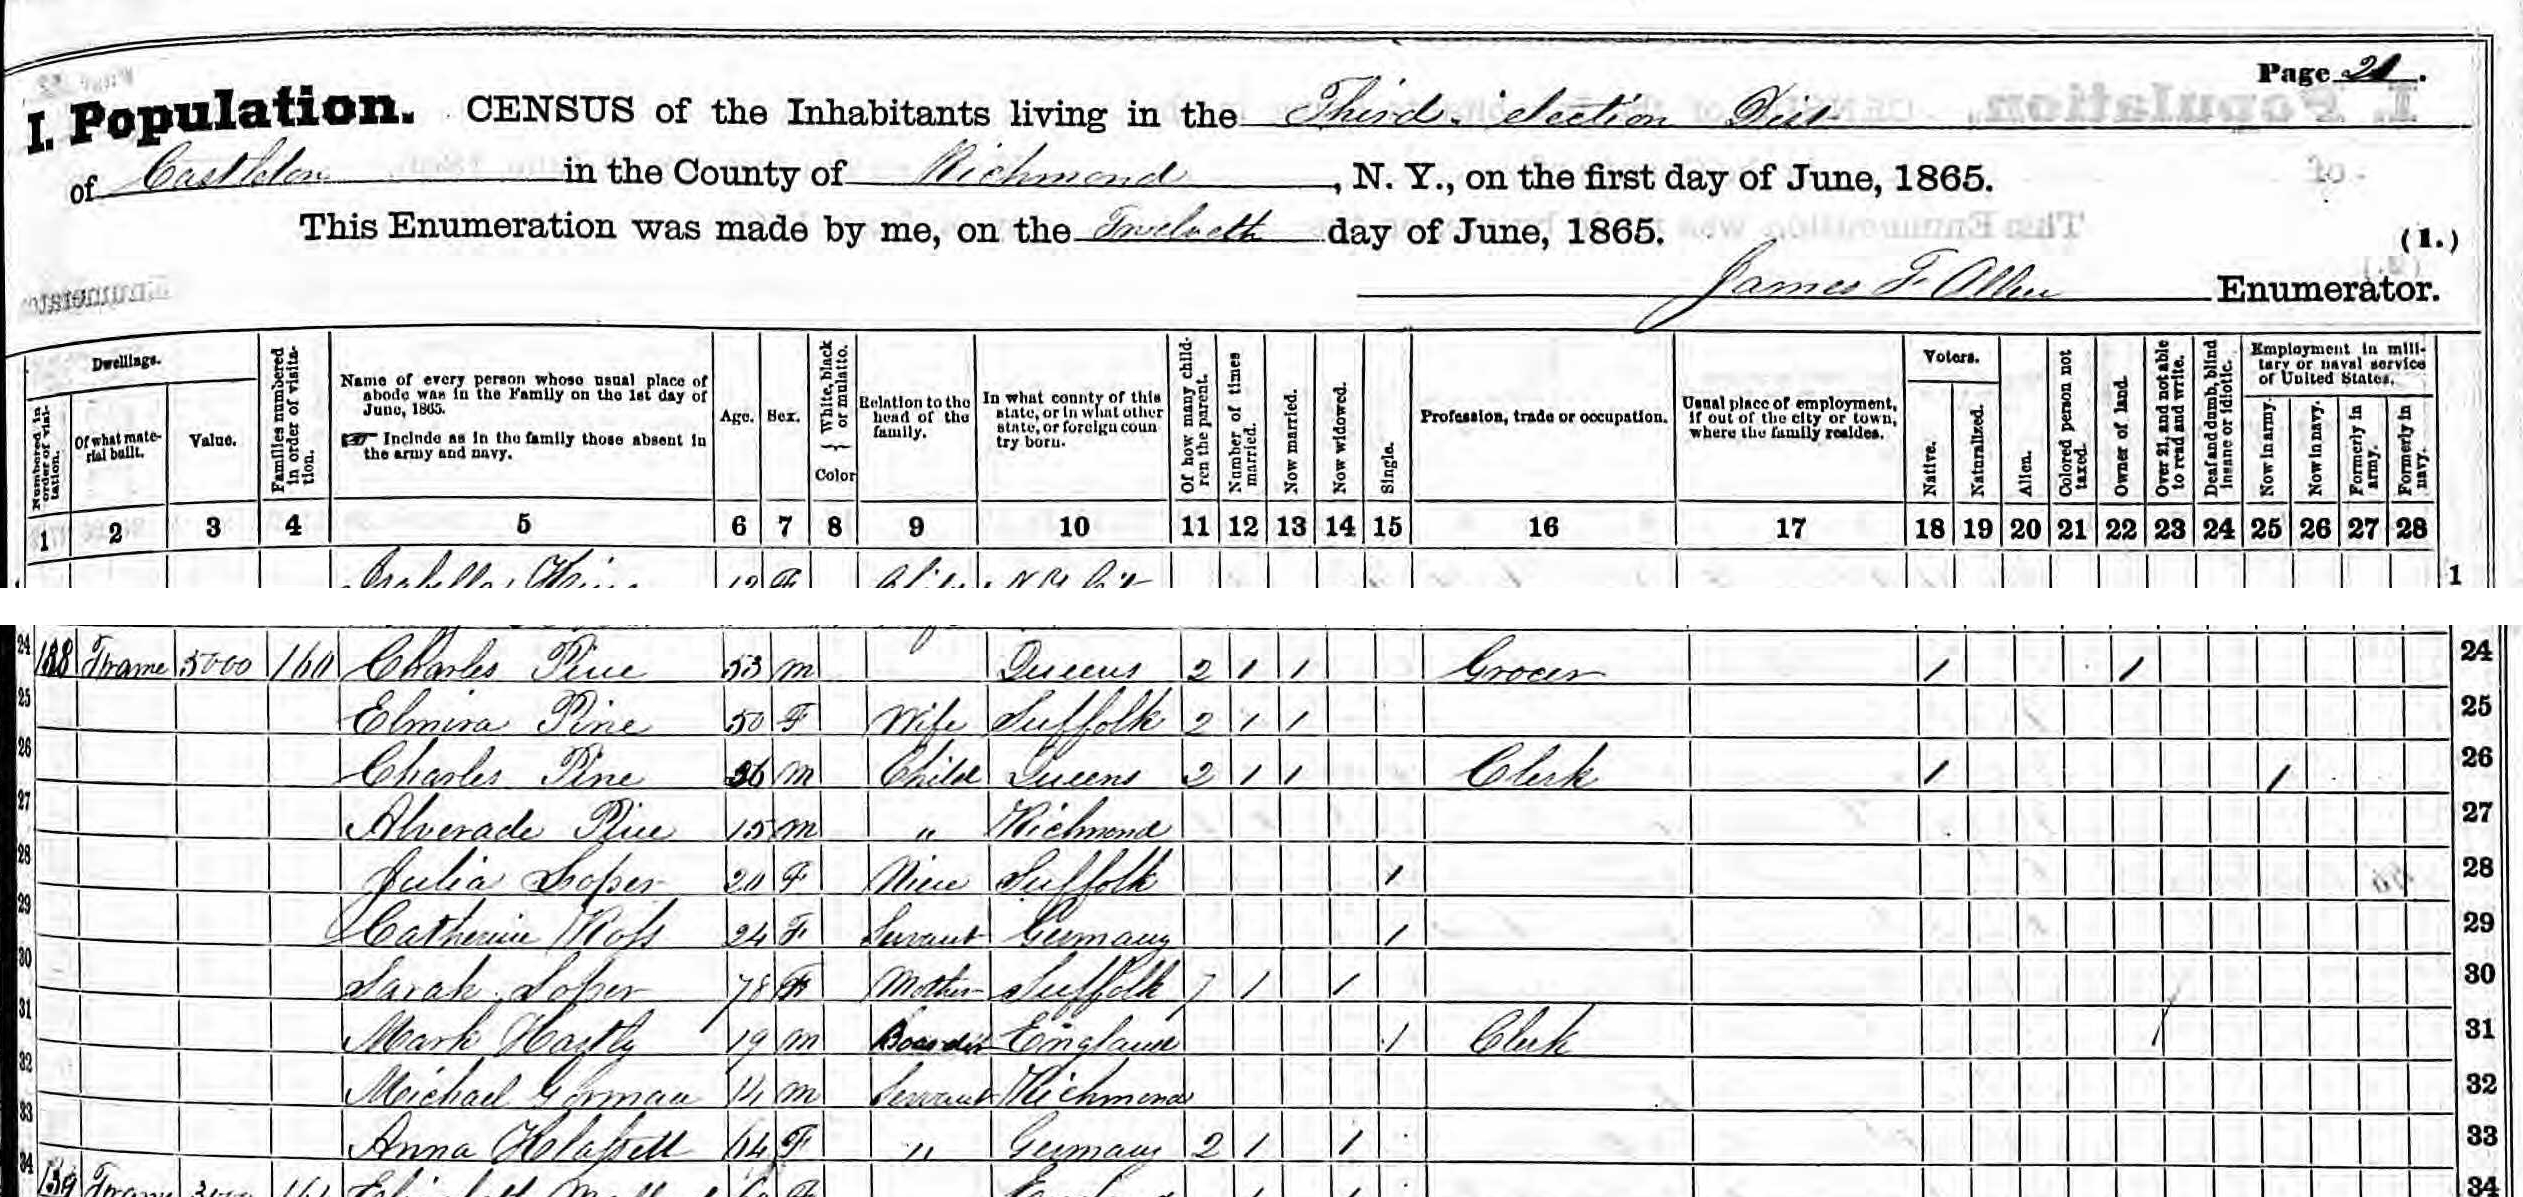 Page 21.
I. Population. CENSUS of the Inhabitants living in the Third election Dist
of Castleton in the County of Richmond, N. Y., on the first day of June, 1865.
This Enumeration was made by me, on the Twelveth day of June, 1865. (1.)
James T. Allen Enumerator.
Dwellings.
Numbered in order of visitation.
Of what material built.
Value.
Families numbered in order of visitation.
Name of every person whose usual place of abode was in the Family on the 1st day of June, 1865.
☞ Include as in the family those absent in the army and navy.
Age.
Sex.
White, black or mulatto. } Color
Relation to the head of the family.
In what county of this state, or in what other state, or foreign coun try born.
Of how many children the parent.
Number of times married.
Now married.
Now widowed.
Single.
Profession, trade or occupation.
Usual place of employment, if out of the city or town, where the family resides.
Voters.
Native.
Naturalized.
Alien.
Colored person not taxed.
Owner of land.
Over 21, and not able to read and write.
Deaf and dumb, blind insane or idiotic.
Employment in military or naval service of United States.
Now in army.
Now in navy.
Formerly in army.
Formerly in navy.
1 2 3 4 5 6 7 8 9 10 11 12 13 14 15 16 17 18 19 20 21 22 23 24 25 26 27 28
1
24 138 Frame 5000 160 Charles Pine 53 m Queens 2 1 1 Grocer 1 1 24
25 Elmira Pine 50 F Wife Suffolk 2 1 1 25
26 Charles Pine 26 m Child Queens 2 1 1 Clerk 1 1 26
27 Alverade Pine 15 m " Richmond 27
28 Julia Soper 20 F Niece Suffolk 1 28
29 Catherine 24 F Servant Germany 1 29
30 Sarah Soper 78 F Mother Suffolk 7 1 1 30
31 Mark Hartly 19 m Boarder England 1 Clerk 31
32 Michael Gorman 14 m Servant Richmond 32
33 Anna 64 F " Germany 2 1 1 33
34 139 Frame 161 Elizabeth F 34